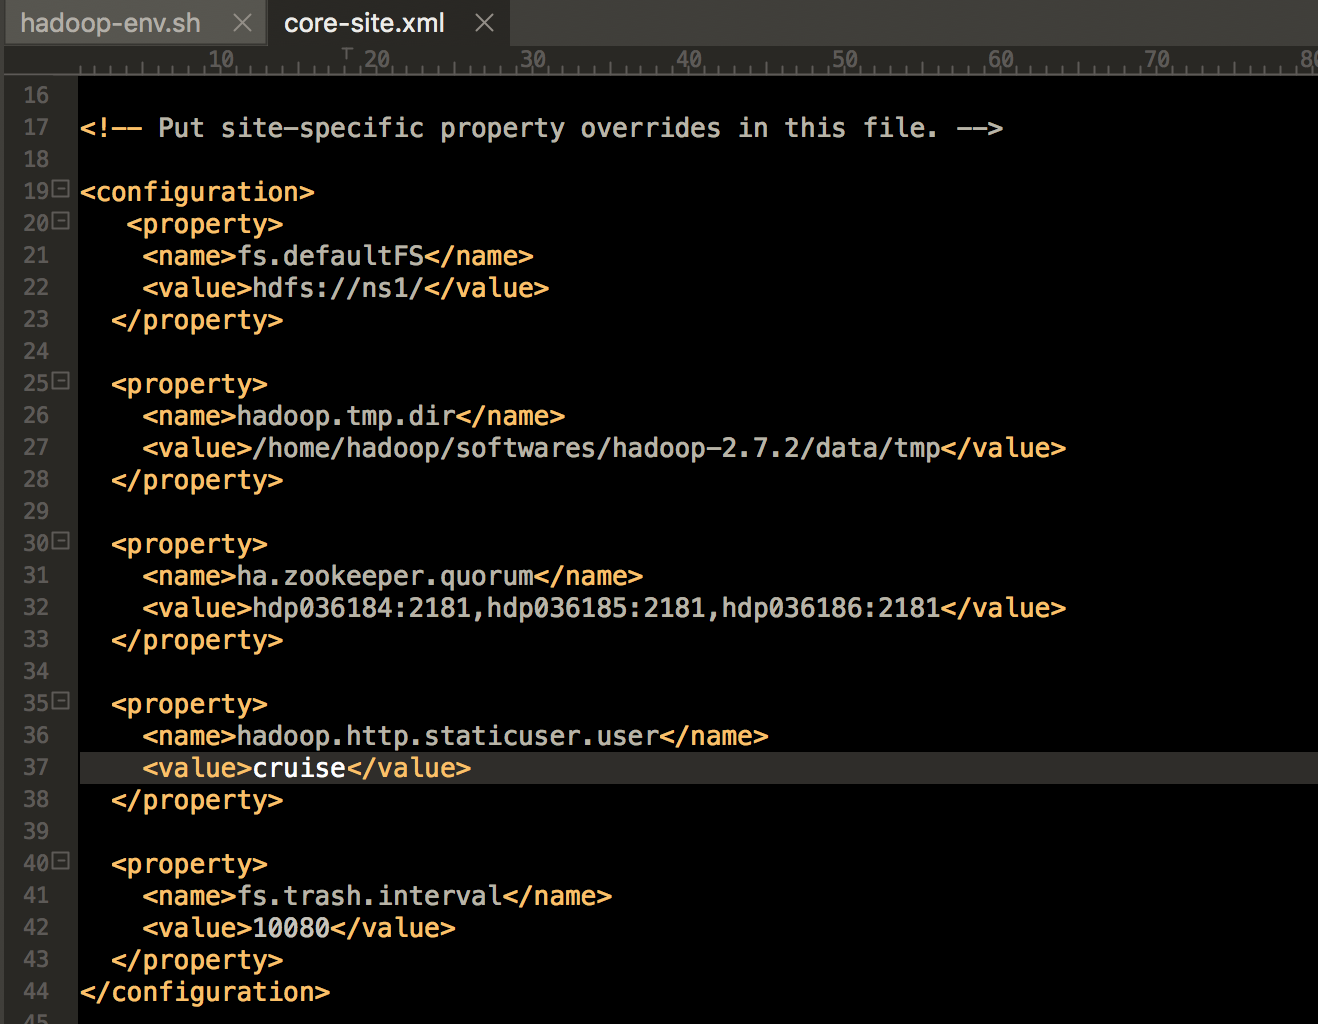 hadoop-env.sh × core-site.xml ×
10 20 30 40 50 60 70 80
16
17 <!-- Put site-specific property overrides in this file. -->
18
19 <configuration>
20    <property>
21     <name>fs.defaultFS</name>
22     <value>hdfs://ns1/</value>
23   </property>
24
25   <property>
26     <name>hadoop.tmp.dir</name>
27     <value>/home/hadoop/softwares/hadoop-2.7.2/data/tmp</value>
28   </property>
29
30   <property>
31     <name>ha.zookeeper.quorum</name>
32     <value>hdp036184:2181,hdp036185:2181,hdp036186:2181</value>
33   </property>
34
35   <property>
36     <name>hadoop.http.staticuser.user</name>
37     <value>cruise</value>
38   </property>
39
40   <property>
41     <name>fs.trash.interval</name>
42     <value>10080</value>
43   </property>
44 </configuration>
45